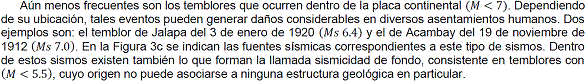 Aún menos frecuentes son los temblores que ocurren dentro de la placa continental (M < 7). Dependiendo
de su ubicación, tales eventos pueden generar daños considerables en diversos asentamientos humanos. Dos
ejemplos son: el temblor de Jalapa del 3 de enero de 1920 (Ms 6.4) y el de Acambay del 19 de noviembre de
1912 (Ms 7.0). En la Figura 3c se indican las fuentes sísmicas correspondientes a este tipo de sismos. Dentro
de estos sismos existen también lo que forman la llamada sismicidad de fondo, consistente en temblores con
(M < 5.5), cuyo origen no puede asociarse a ninguna estructura geológica en particular.